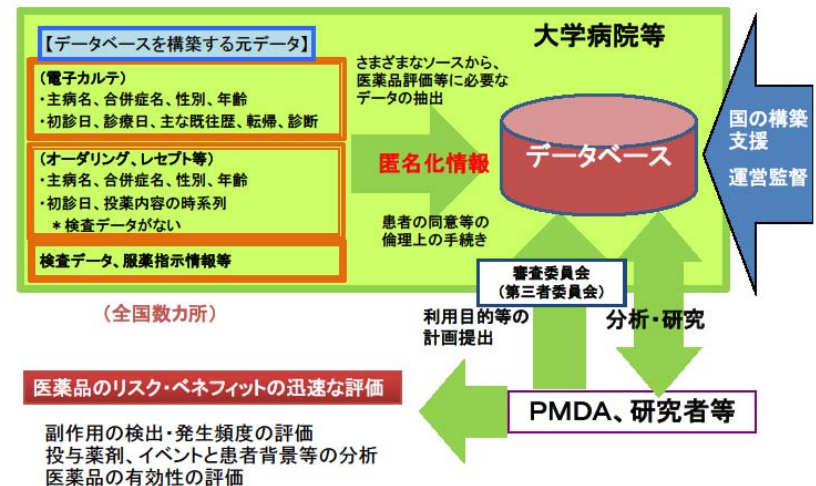 【データベースを構築する元データ】
（電子カルテ）
・主病名、合併症名、性別、年齢
・初診日、診療日、主な既往歴、転帰、診断
（オーダリング、レセプト等）
・主病名、合併症名、性別、年齢
・初診日、投薬内容の時系列
＊検査データがない
検査データ、服薬指示情報等
（全国数カ所）
大学病院等
さまざまなソースから、
医薬品評価等に必要な
データの抽出
匿名化情報
患者の同意等の
倫理上の手続き
データベース
国の構築
支援
運営監督
審査委員会
（第三者委員会）
利用目的等の
計画提出
分析・研究
PMDA、研究者等
医薬品のリスク・ベネフィットの迅速な評価
副作用の検出・発生頻度の評価
投与薬剤、イベントと患者背景等の分析
医薬品の有効性の評価